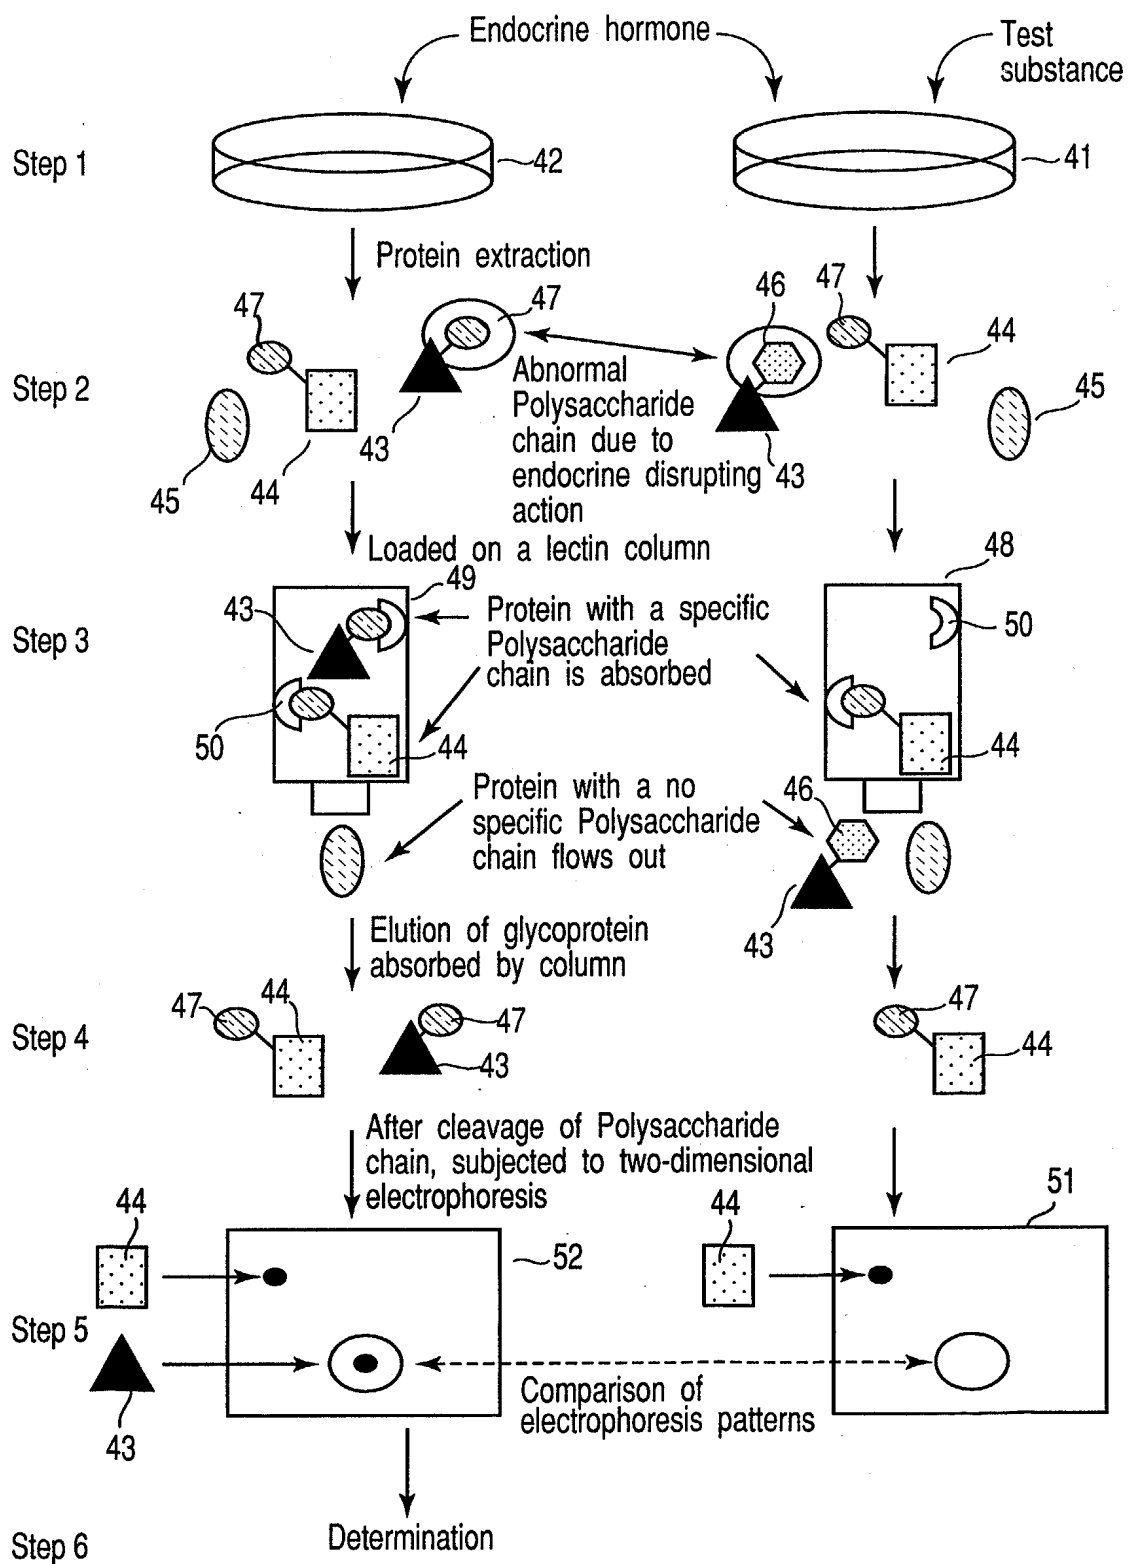 Endocrine hormone
Test
substance
Step 1
42
41
Protein extraction
47
47
46
47
44
Step 2
Abnormal
Polysaccharide
chain due to
endocrine disrupting
action
45
44
43
43
45
Loaded on a lectin column
49
48
43
Step 3
Protein with a specific
Polysaccharide
chain is absorbed
50
50
44
44
Protein with a no
specific Polysaccharide
chain flows out
46
43
Elution of glycoprotein
absorbed by column
Step 4
47
44
47
43
47
44
After cleavage of Polysaccharide
chain, subjected to two-dimensional
electrophoresis
44
52
44
51
Step 5
43
Comparison of
electrophoresis patterns
Step 6
Determination